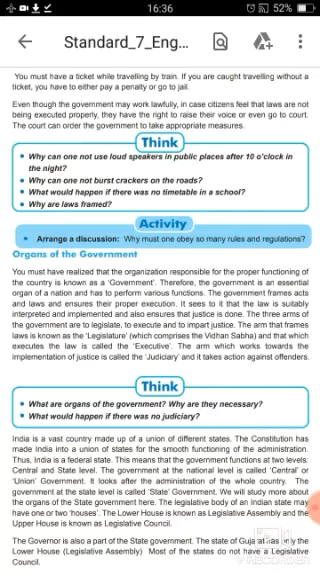 16:36
52%
Standard_7_Eng...
You must have a ticket while travelling by train. If you are caught travelling without a
ticket, you have to either pay a penalty or go to jail.
Even though the government may work lawfully, in case citizens feel that laws are not
being executed properly, they have the right to raise their voice or even go to court.
The court can order the government to take appropriate measures.
Think
• Why can one not use loud speakers in public places after 10 o'clock in
the night?
• Why can one not burst crackers on the roads?
• What would happen if there was no timetable in a school?
• Why are laws framed?
Activity
Arrange a discussion: Why must one obey so many rules and regulations?
Organs of the Government
You must have realized that the organization responsible for the proper functioning of
the country is known as a 'Government'. Therefore, the government is an essential
organ of a nation and has to perform various functions. The government frames acts
and laws and ensures their proper execution. It sees to it that the law is suitably
interpreted and implemented and also ensures that justice is done. The three arms of
the government are to legislate, to execute and to impart justice. The arm that frames
laws is known as the 'Legislature' (which comprises the Vidhan Sabha) and that which
executes the law is called the 'Executive'. The arm which works towards the
implementation of justice is called the 'Judiciary' and it takes action against offenders.
Think
• What are organs of the government? Why are they necessary?
• What would happen if there was no judiciary?
India is a vast country made up of a union of different states. The Constitution has
made India into a union of states for the smooth functioning of the administration.
Thus, India is a federal state. This means that the government functions at two levels:
Central and State level. The government at the national level is called 'Central' or
'Union' Government. It looks after the administration of the whole country. The
government at the state level is called 'State' Government. We will study more about
the organs of the State government here. The legislative body of an Indian state may
have one or two 'houses'. The Lower House is known as Legislative Assembly and the
Upper House is known as Legislative Council.
The Governor is also a part of the State government. The state of Gujarat has only the
Lower House (Legislative Assembly) Most of the states do not have a Legislative
Council.
RECORDER